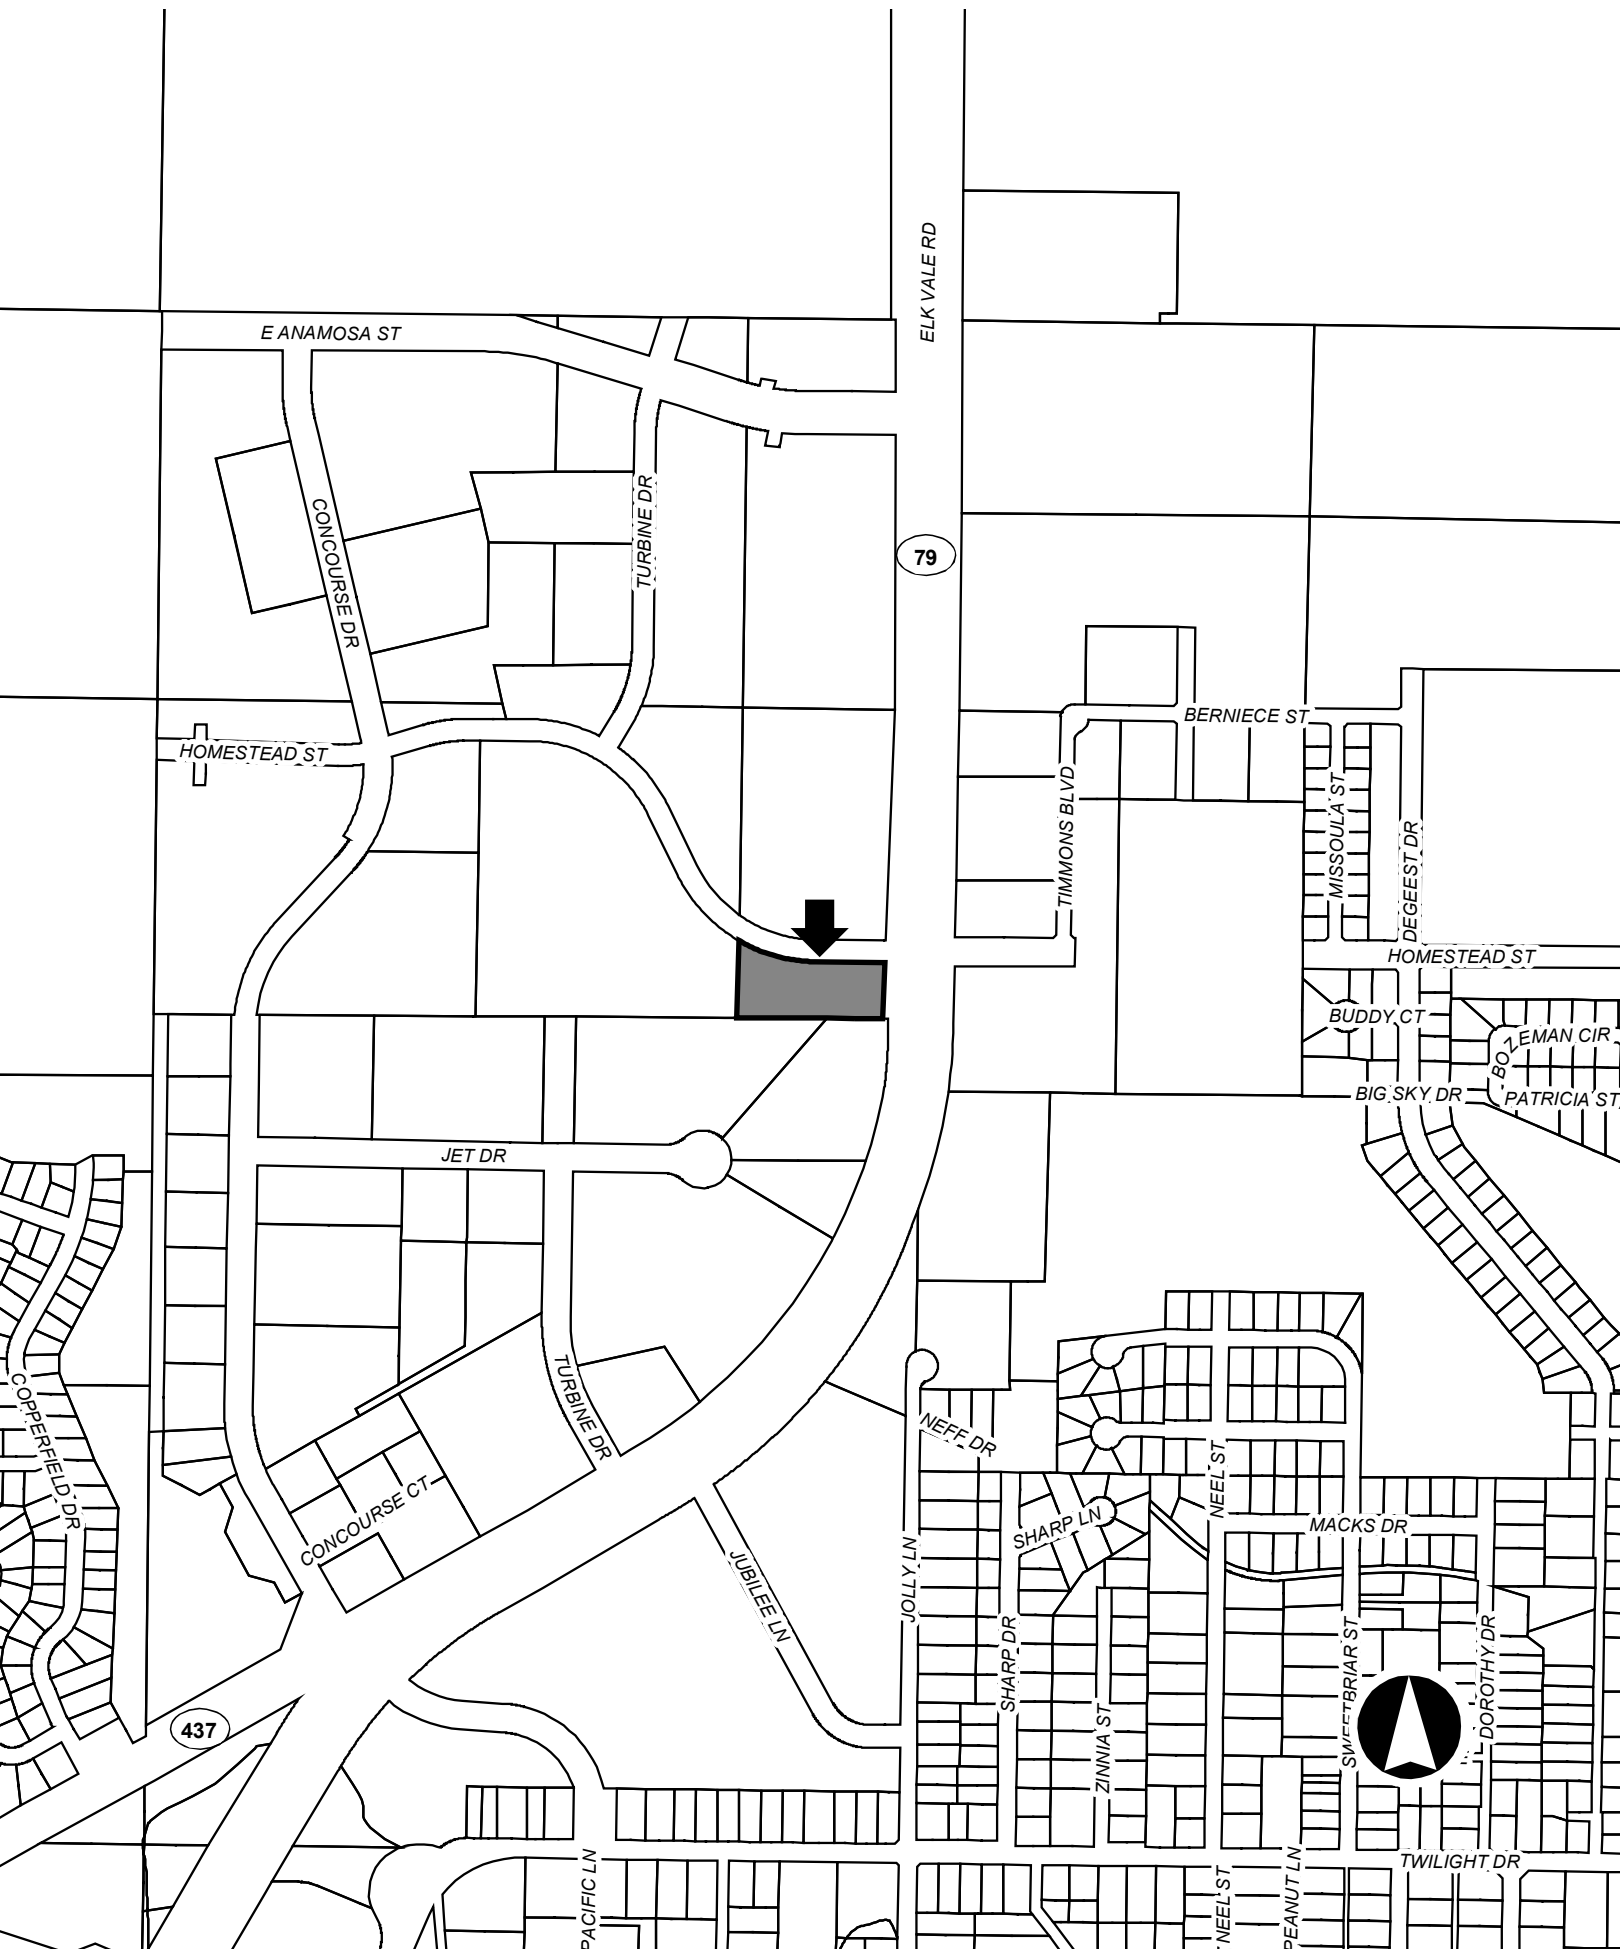 ELK VALE RD
E ANAMOSA ST
CONCOURSE DR
TURBINE DR
79
BERNIECE ST
HOMESTEAD ST
TIMMONS BLVD
MISSOULA ST
DEGEEST DR
HOMESTEAD ST
BUDDY CT
BOZEMAN CIR
BIG SKY DR
PATRICIA ST
JET DR
COPPERFIELD DR
TURBINE DR
NEFF DR
NEEL ST
CONCOURSE CT
SHARP LN
MACKS DR
JUBILEE LN
JOLLY LN
SHARP DR
ZINNIA ST
SWEETBRIAR ST
DOROTHY DR
437
TWILIGHT DR
PACIFIC LN
NEEL ST
PEANUT LN